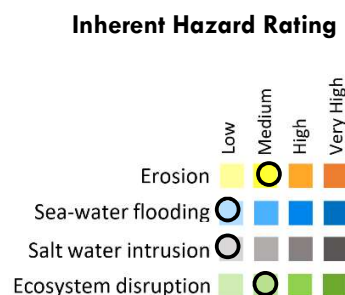 Inherent Hazard Rating
Low
Medium
High
Very High
Erosion
Sea-water flooding
Salt water intrusion
Ecosystem disruption